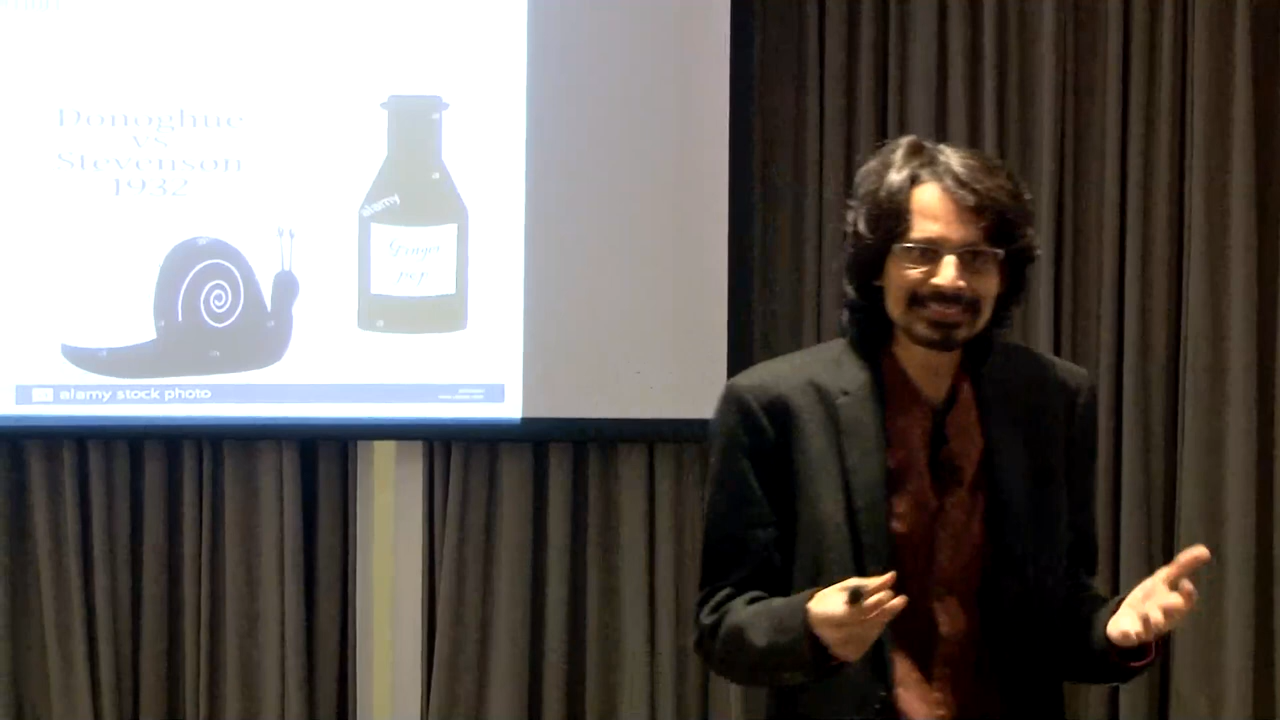 Donoghue
vs
Stevenson
1932
alamy
Ginger
pop
alamy stock photo